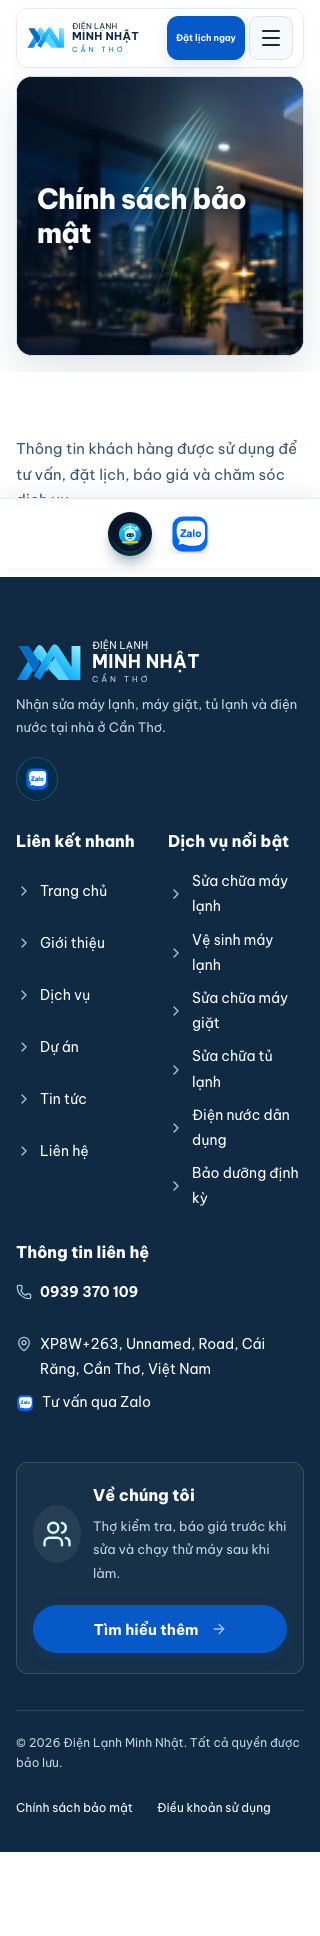 ĐIỆN LẠNH
MINH NHẬT
CẦN THƠ
Đặt lịch ngay
Chính sách bảo
mật
Thông tin khách hàng được sử dụng để
tư vấn, đặt lịch, báo giá và chăm sóc
dịch vụ.
Zalo
ĐIỆN LẠNH
MINH NHẬT
CẦN THƠ
Nhận sửa máy lạnh, máy giặt, tủ lạnh và điện
nước tại nhà ở Cần Thơ.
Zalo
Liên kết nhanh
Trang chủ
Giới thiệu
Dịch vụ
Dự án
Tin tức
Liên hệ
Dịch vụ nổi bật
Sửa chữa máy
lạnh
Vệ sinh máy
lạnh
Sửa chữa máy
giặt
Sửa chữa tủ
lạnh
Điện nước dân
dụng
Bảo dưỡng định
kỳ
Thông tin liên hệ
0939 370 109
XP8W+263, Unnamed, Road, Cái
Răng, Cần Thơ, Việt Nam
Zalo
Tư vấn qua Zalo
Về chúng tôi
Thợ kiểm tra, báo giá trước khi
sửa và chạy thử máy sau khi
làm.
Tìm hiểu thêm
© 2026 Điện Lạnh Minh Nhật. Tất cả quyền được
bảo lưu.
Chính sách bảo mật
Điều khoản sử dụng